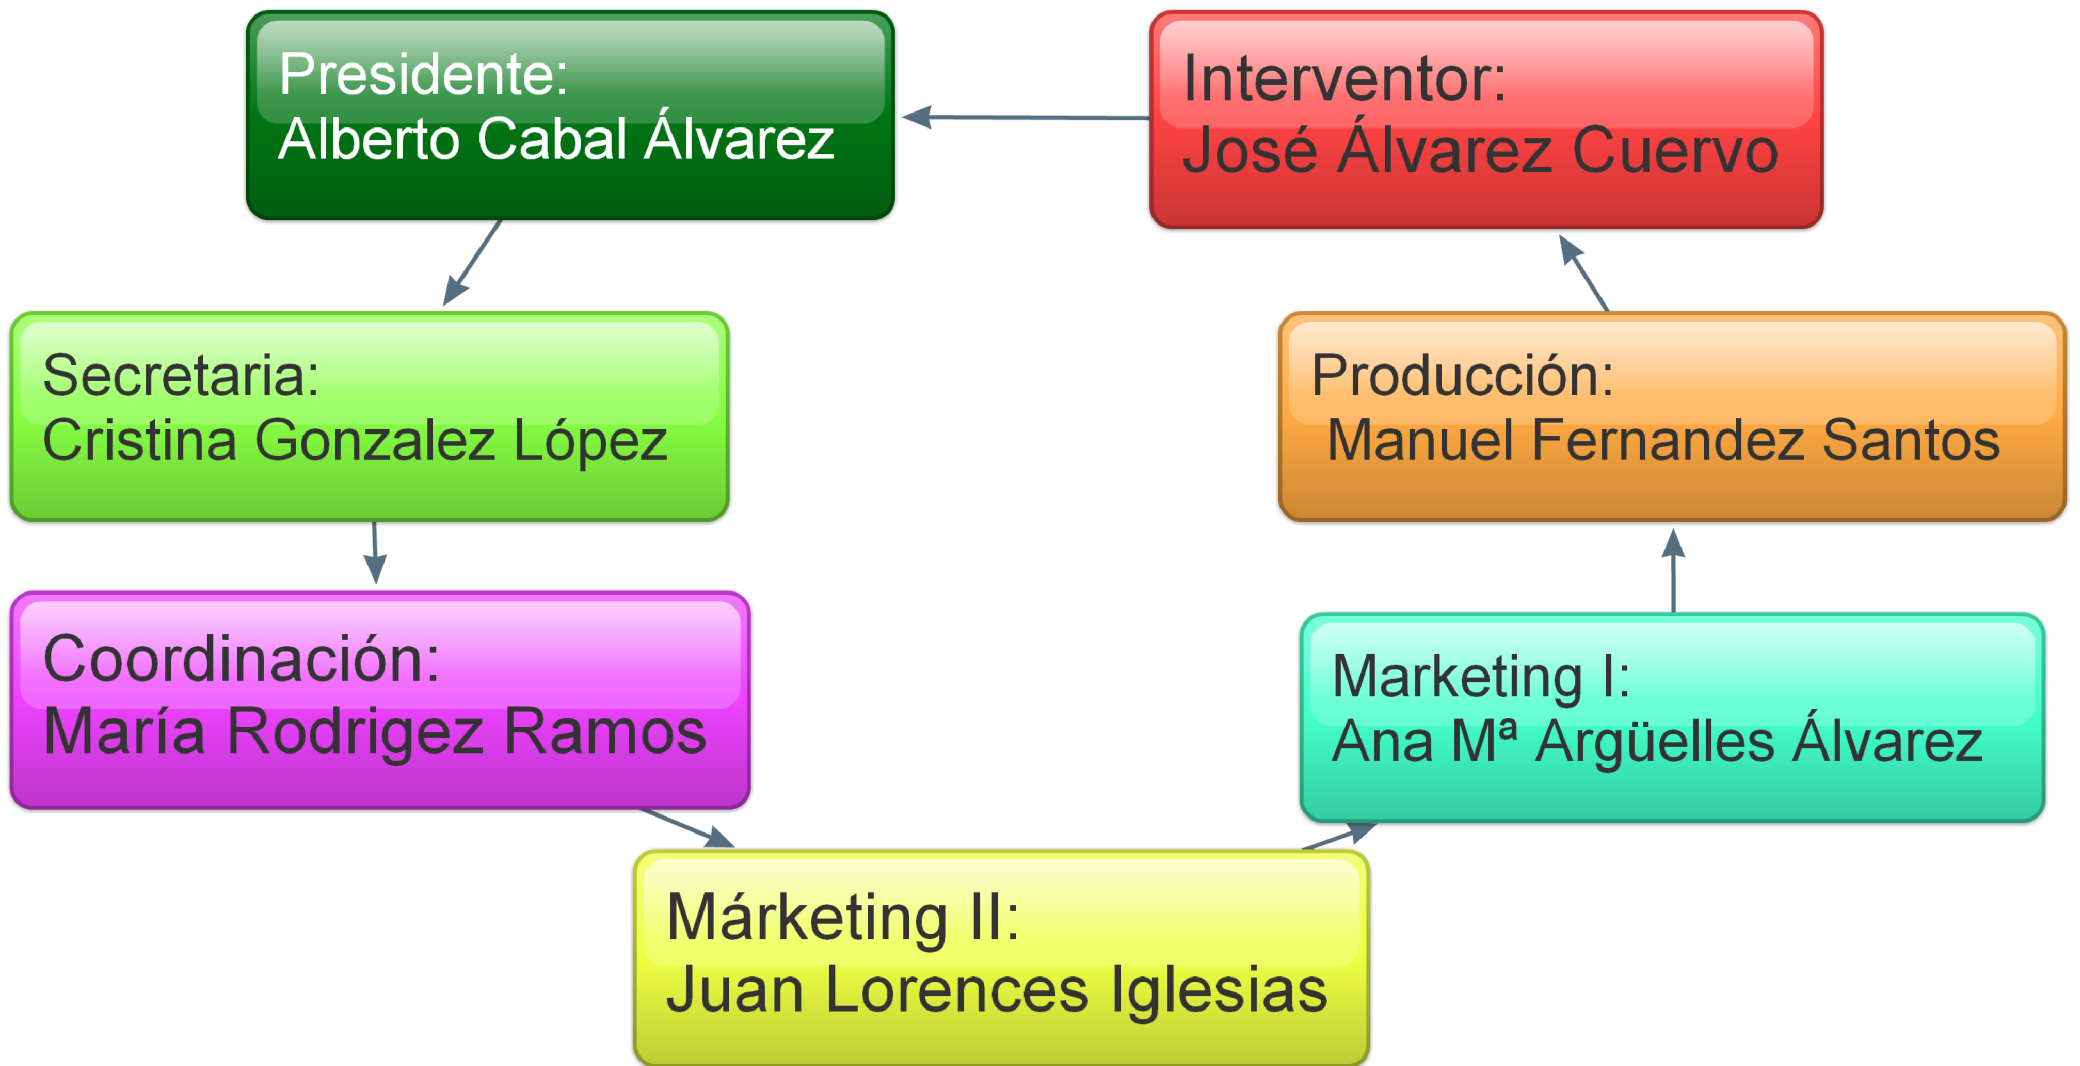 Presidente:
Alberto Cabal Álvarez
Interventor:
José Álvarez Cuervo
Secretaria:
Cristina Gonzalez López
Producción:
Manuel Fernandez Santos
Coordinación:
María Rodrigez Ramos
Marketing I:
Ana Mª Argüelles Álvarez
Márketing II:
Juan Lorences Iglesias